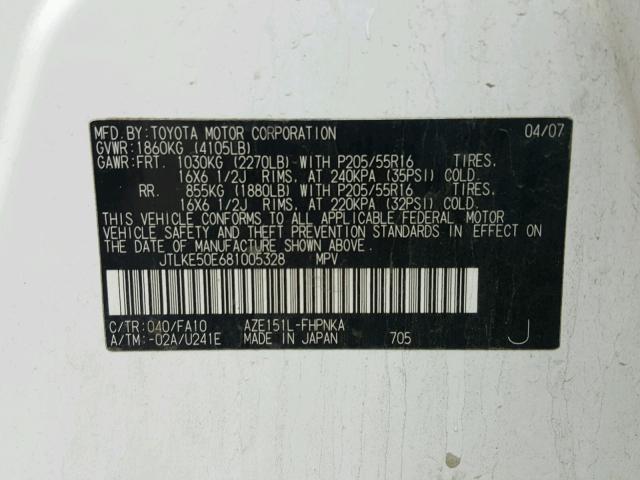 MFD. BY: TOYOTA MOTOR CORPORATION 04/07
GVWR: 1860KG (4105LB)
GAWR: FRT. 1030KG (2270LB) WITH P205/55R16 TIRES,
16X6 1/2J RIMS, AT 240KPA (35PSI) COLD.
RR. 855KG (1880LB) WITH P205/55R16 TIRES,
16X6 1/2J RIMS, AT 220KPA (32PSI) COLD.
THIS VEHICLE CONFORMS TO ALL APPLICABLE FEDERAL MOTOR
VEHICLE SAFETY AND THEFT PREVENTION STANDARDS IN EFFECT ON
THE DATE OF MANUFACTURE SHOWN ABOVE.
JTLKE50E681005328 MPV
C/TR: 040/FA10 AZE151L-FHPNKA
A/TM: -02A/U241E MADE IN JAPAN 705 J